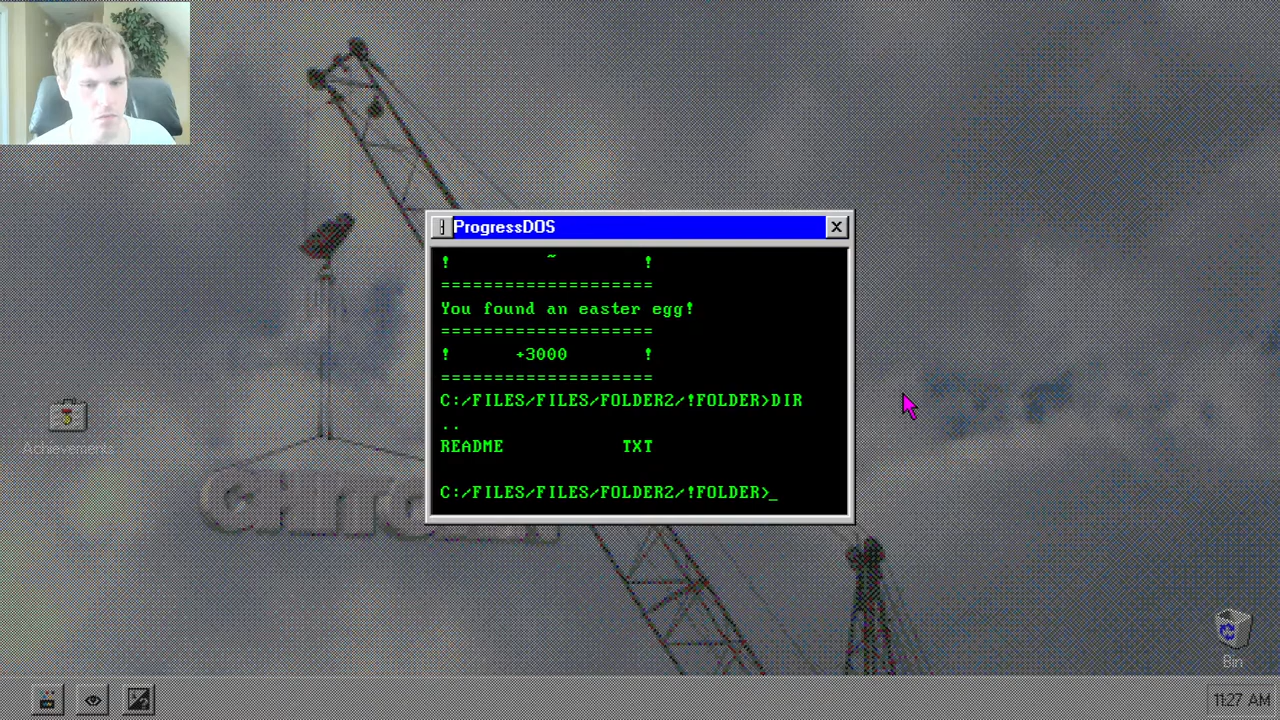 ProgressDOS
! ~ !
====================
You found an easter egg!
====================
! +3000 !
====================
C:/FILES/FILES/FOLDER2/!FOLDER>DIR
..
README TXT
C:/FILES/FILES/FOLDER2/!FOLDER>_
Achievements
Bin
11:27 AM